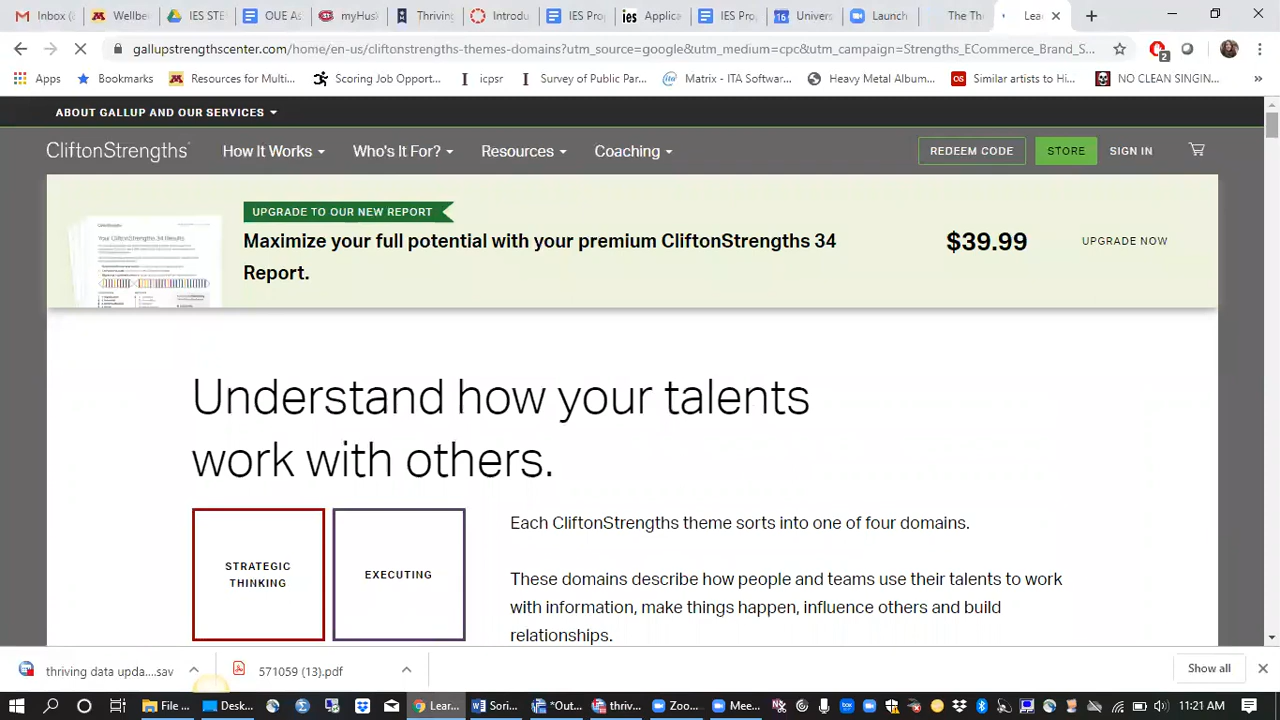 Inbox (
Wellbe
IES STE
OUE As
myHus
Thriving
Introdu
IES Pro
Applica
IES Pro
Univers
Launch
The Th
Lea
gallupstrengthscenter.com/home/en-us/cliftonstrengths-themes-domains?utm_source=google&utm_medium=cpc&utm_campaign=Strengths_ECommerce_Brand_S...
2
Apps
Bookmarks
Resources for Multi...
Scoring Job Opport...
icpsr
Survey of Public Par...
Matrix - ITA Softwar...
Heavy Metal Album...
Similar artists to Hi...
NO CLEAN SINGIN...
»
ABOUT GALLUP AND OUR SERVICES
CliftonStrengths
How It Works
Who's It For?
Resources
Coaching
REDEEM CODE
STORE
SIGN IN
UPGRADE TO OUR NEW REPORT
Maximize your full potential with your premium CliftonStrengths 34
Report.
$39.99
UPGRADE NOW
Your CliftonStrengths 34 Results
Understand how your talents
work with others.
STRATEGIC
THINKING
EXECUTING
Each CliftonStrengths theme sorts into one of four domains.
These domains describe how people and teams use their talents to work
with information, make things happen, influence others and build
relationships.
thriving data upda....sav
571059 (13).pdf
Show all
File ...
Desk...
Lear...
Scri...
*Out...
thriv...
Zoo...
Mee...
11:21 AM